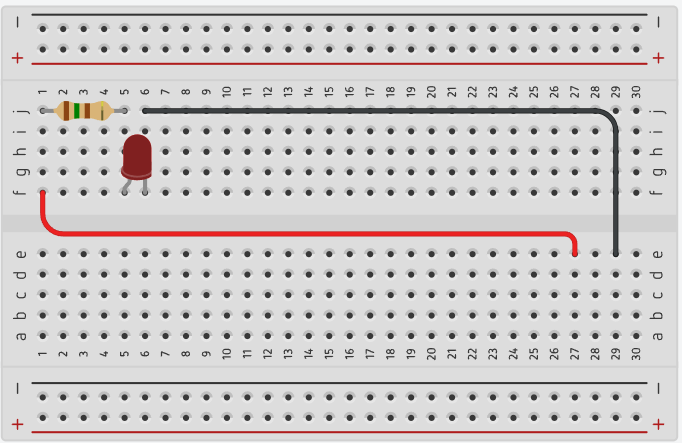 − −
+ +
1 2 3 4 5 6 7 8 9 10 11 12 13 14 15 16 17 18 19 20 21 22 23 24 25 26 27 28 29 30
j j
i i
h h
g g
f f
e e
d d
c c
b b
a a
1 2 3 4 5 6 7 8 9 10 11 12 13 14 15 16 17 18 19 20 21 22 23 24 25 26 27 28 29 30
− −
+ +